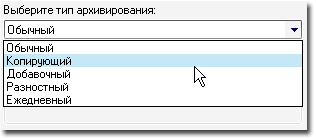 Выберите тип архивирования:
Обычный
Обычный
Копирующий
Добавочный
Разностный
Ежедневный